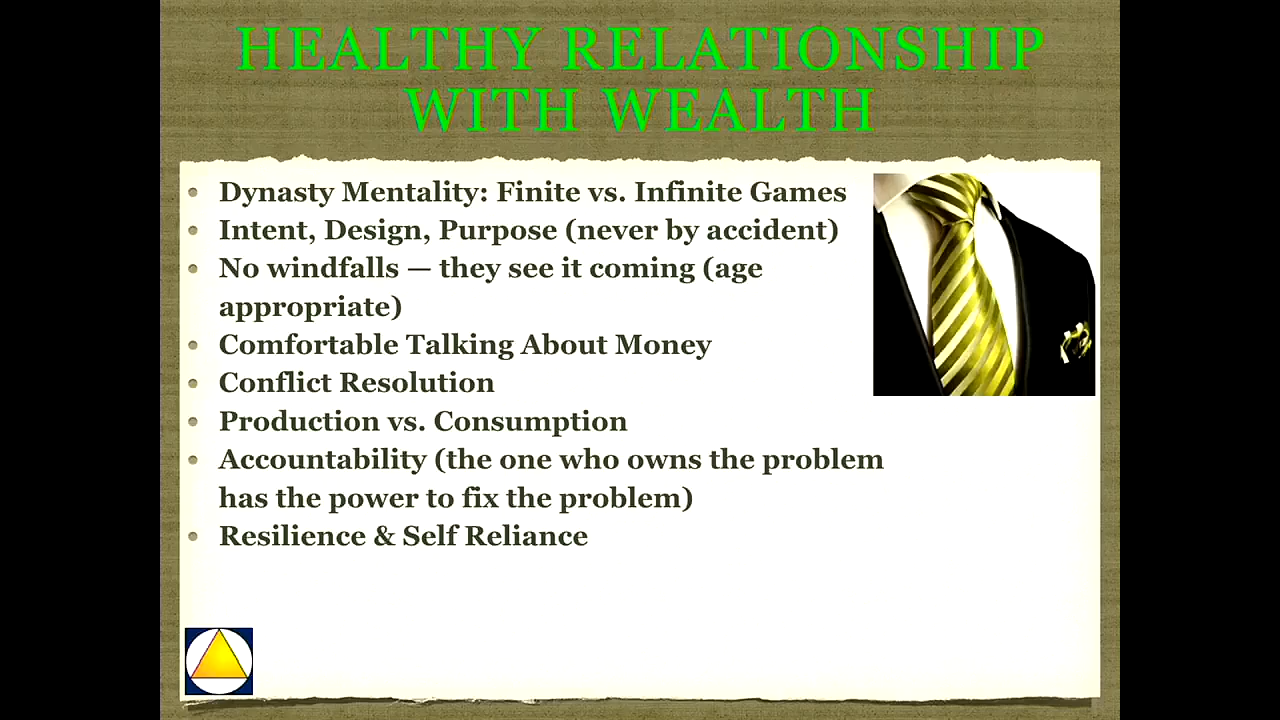 HEALTHY RELATIONSHIP
WITH WEALTH
• Dynasty Mentality: Finite vs. Infinite Games
• Intent, Design, Purpose (never by accident)
• No windfalls — they see it coming (age
appropriate)
• Comfortable Talking About Money
• Conflict Resolution
• Production vs. Consumption
• Accountability (the one who owns the problem
has the power to fix the problem)
• Resilience & Self Reliance